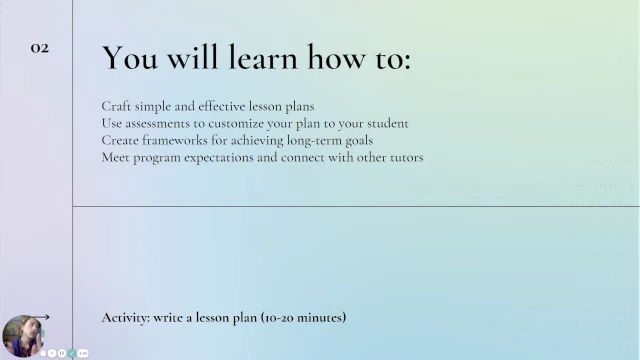 02
You will learn how to:
Craft simple and effective lesson plans
Use assessments to customize your plan to your student
Create frameworks for achieving long-term goals
Meet program expectations and connect with other tutors
Activity: write a lesson plan (10-20 minutes)